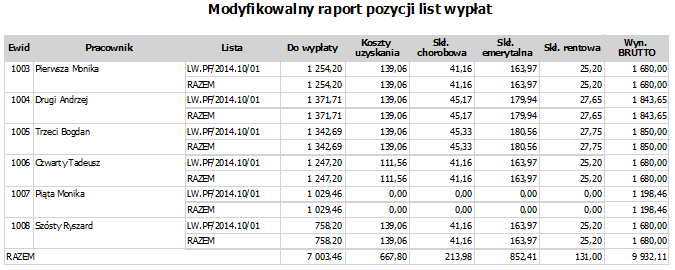 Modyfikowalny raport pozycji list wypłat
Ewid Pracownik Lista Do wypłaty Koszty uzyskania Skł. chorobowa Skł. emerytalna Skł. rentowa Wyn. BRUTTO
1003 Pierwsza Monika LW.PF/2014.10/01 1 254,20 139,06 41,16 163,97 25,20 1 680,00
RAZEM 1 254,20 139,06 41,16 163,97 25,20 1 680,00
1004 Drugi Andrzej LW.PF/2014.10/01 1 371,71 139,06 45,17 179,94 27,65 1 843,65
RAZEM 1 371,71 139,06 45,17 179,94 27,65 1 843,65
1005 Trzeci Bogdan LW.PF/2014.10/01 1 342,69 139,06 45,33 180,56 27,75 1 850,00
RAZEM 1 342,69 139,06 45,33 180,56 27,75 1 850,00
1006 Czwarty Tadeusz LW.PF/2014.10/01 1 247,20 111,56 41,16 163,97 25,20 1 680,00
RAZEM 1 247,20 111,56 41,16 163,97 25,20 1 680,00
1007 Piąta Monika LW.PF/2014.10/01 1 029,46 0,00 0,00 0,00 0,00 1 198,46
RAZEM 1 029,46 0,00 0,00 0,00 0,00 1 198,46
1008 Szósty Ryszard LW.PF/2014.10/01 758,20 139,06 41,16 163,97 25,20 1 680,00
RAZEM 758,20 139,06 41,16 163,97 25,20 1 680,00
RAZEM 7 003,46 667,80 213,98 852,41 131,00 9 932,11